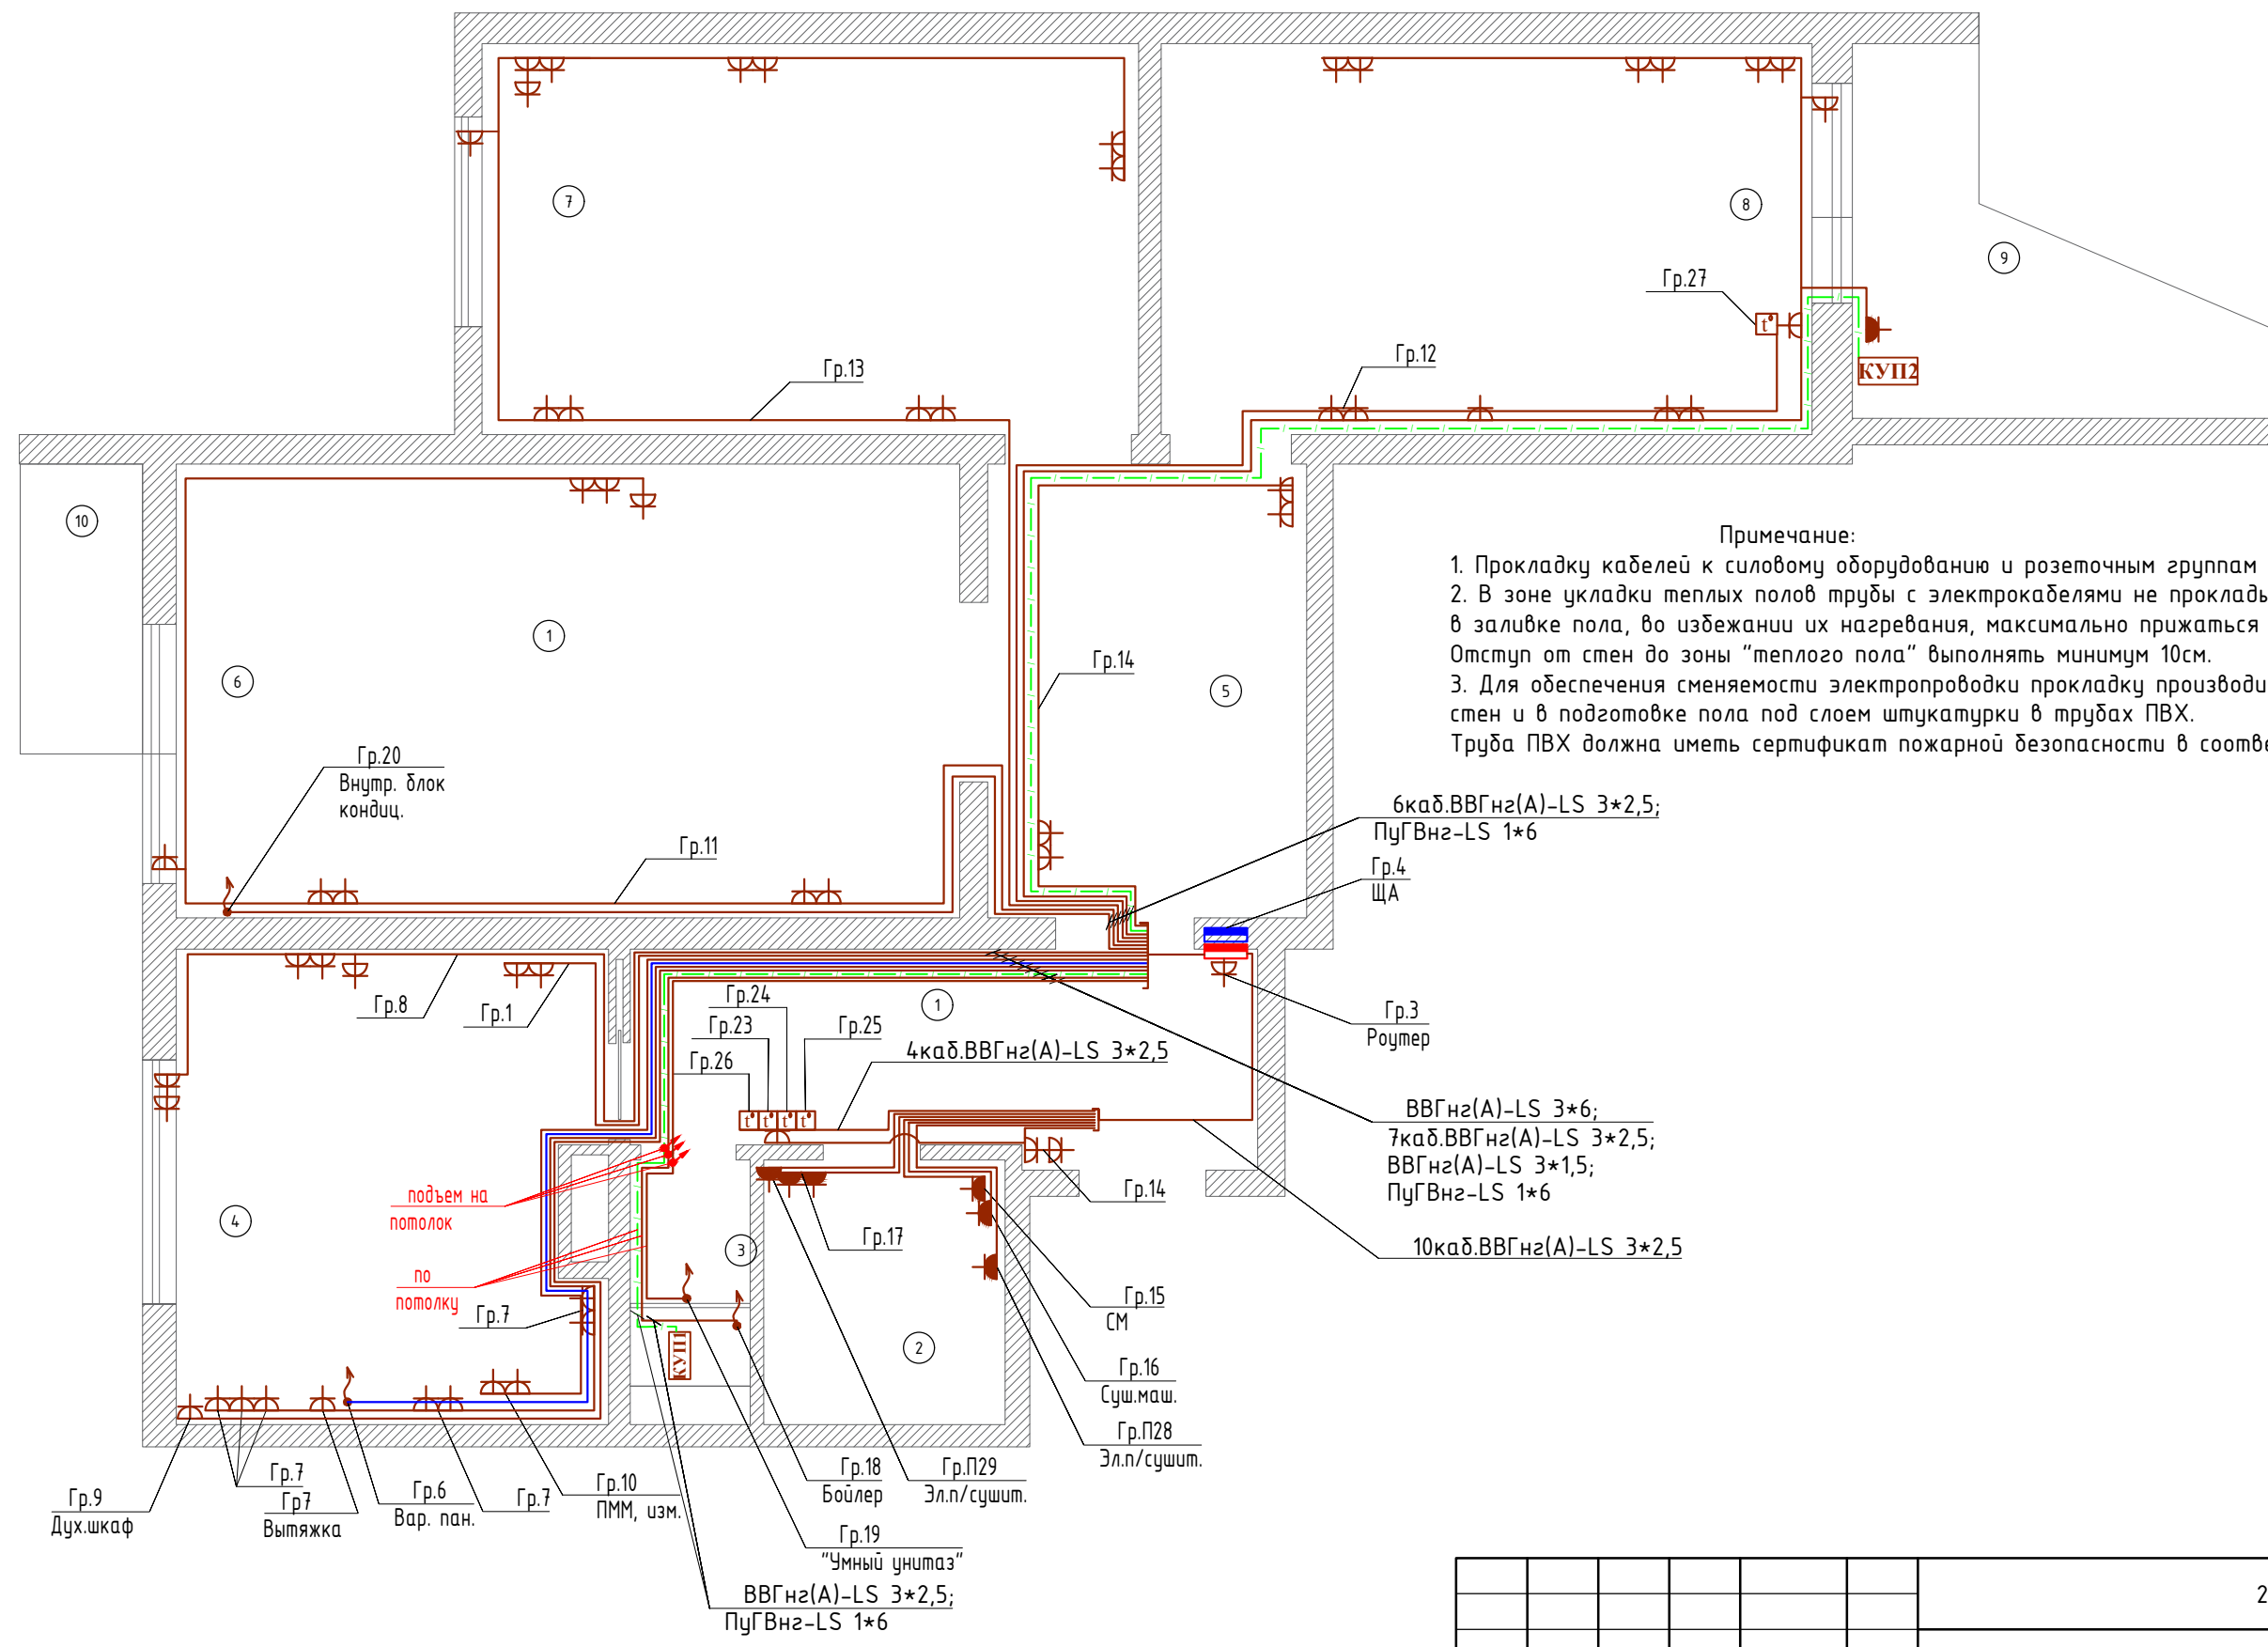 7
8
9
Гр.27
Гр.12
КУП2
Гр.13
t°
10
1
6
5
Примечание:
1. Прокладку кабелей к силовому оборудованию и розеточным группам
2. В зоне укладки теплых полов трубы с электрокабелями не проклады
в заливке пола, во избежании их нагревания, максимально прижаться
Отступ от стен до зоны "теплого пола" выполнять минимум 10см.
3. Для обеспечения сменяемости электропроводки прокладку производи
стен и в подготовке пола под слоем штукатурки в трубах ПВХ.
Труба ПВХ должна иметь сертификат пожарной безопасности в соотве
Гр.14
Гр.20
Внутр. блок
кондиц.
Гр.11
6каб.ВВГнг(А)-LS 3*2,5;
ПуГВнг-LS 1*6
Гр.4
ЩА
Гр.8
Гр.1
Гр.24
Гр.23
Гр.25
Гр.26
1
4каб.ВВГнг(А)-LS 3*2,5
Гр.3
Роутер
t° t° t° t°
ВВГнг(А)-LS 3*6;
7каб.ВВГнг(А)-LS 3*2,5;
ВВГнг(А)-LS 3*1,5;
ПуГВнг-LS 1*6
подъем на
потолок
4
3
Гр.17
Гр.14
10каб.ВВГнг(А)-LS 3*2,5
по
потолку
Гр.7
КУП1
2
Гр.15
СМ
Гр.16
Суш.маш.
Гр.П28
Эл.п/сушит.
Гр.9
Дух.шкаф
Гр.7
Гр7
Вытяжка
Гр.6
Вар. пан.
Гр.7
Гр.10
ПММ, изм.
Гр.18
Бойлер
Гр.П29
Эл.п/сушит.
Гр.19
"Умный унитаз"
ВВГнг(А)-LS 3*2,5;
ПуГВнг-LS 1*6
2